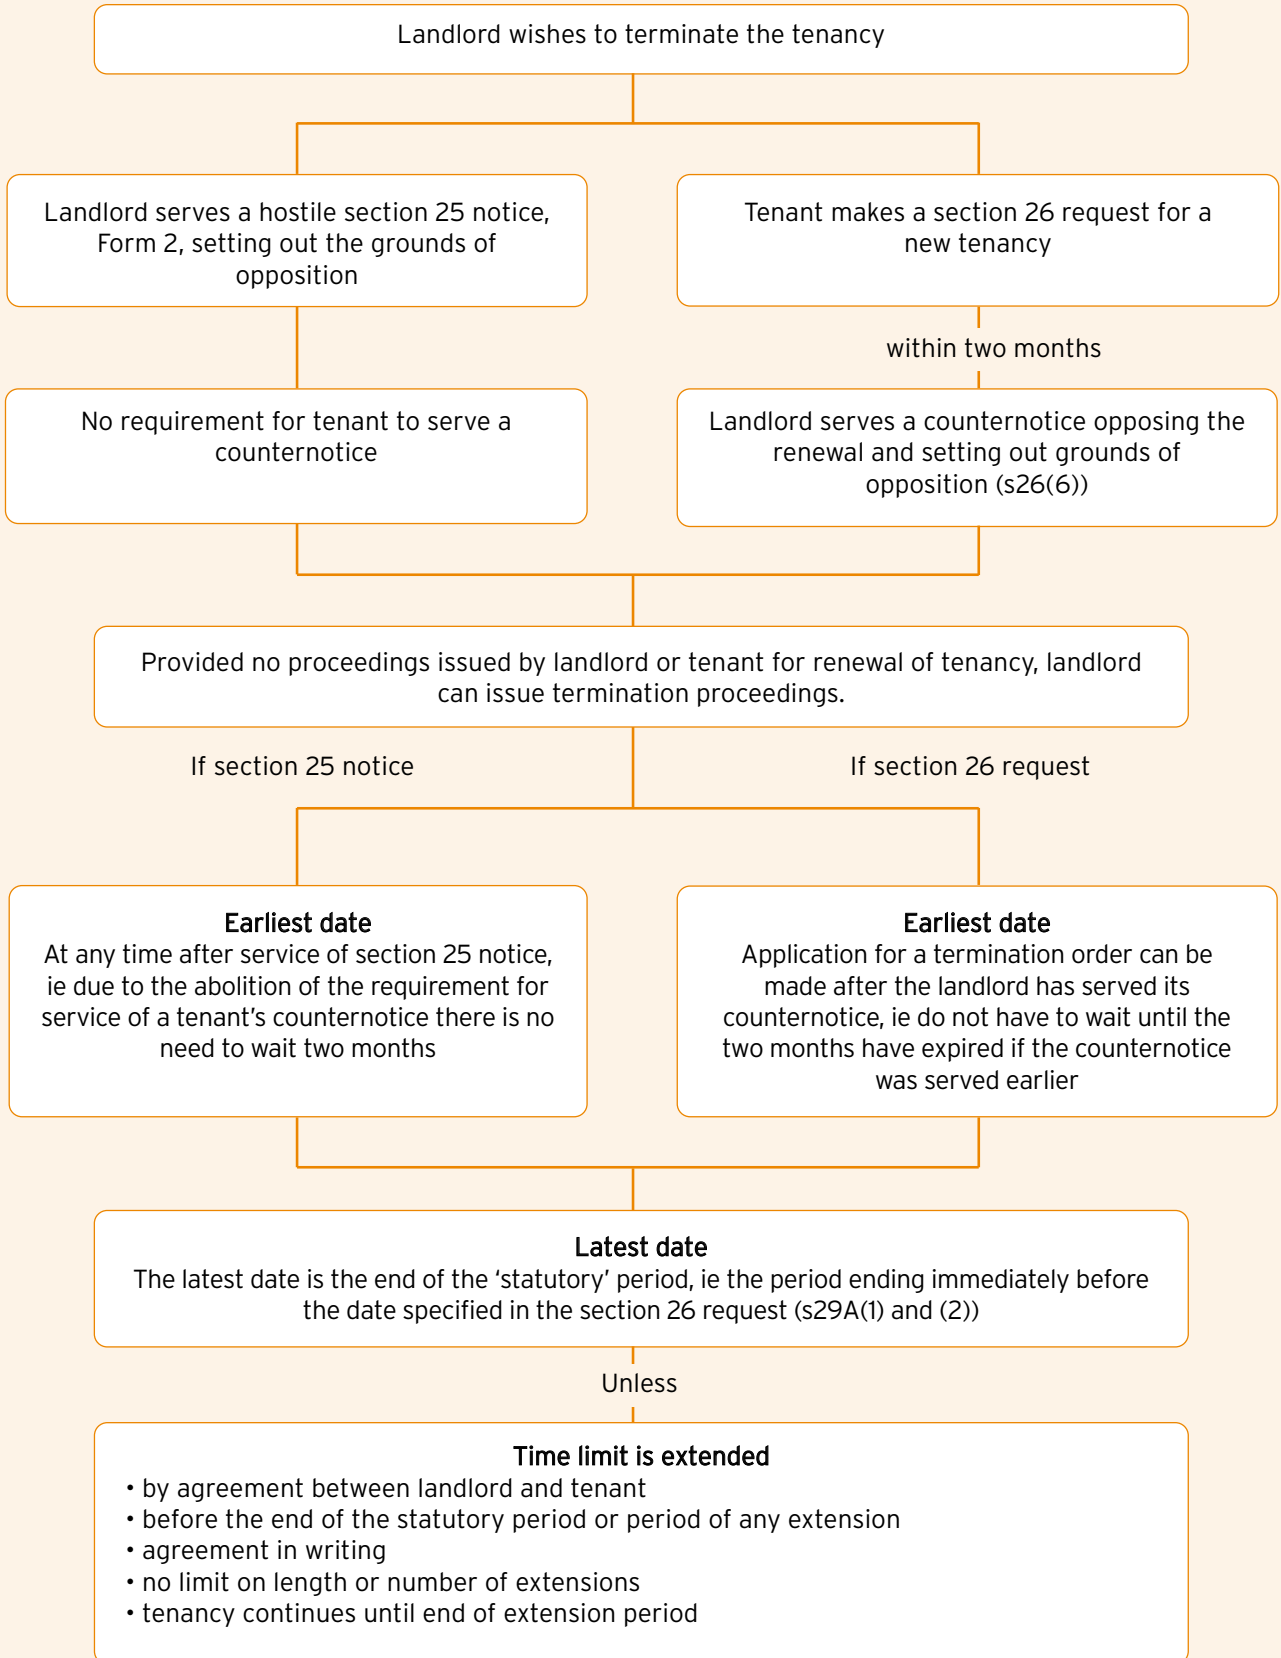 Landlord wishes to terminate the tenancy
Landlord serves a hostile section 25 notice,
Form 2, setting out the grounds of
opposition
Tenant makes a section 26 request for a
new tenancy
within two months
No requirement for tenant to serve a
counternotice
Landlord serves a counternotice opposing the
renewal and setting out grounds of
opposition (s26(6))
Provided no proceedings issued by landlord or tenant for renewal of tenancy, landlord
can issue termination proceedings.
If section 25 notice
If section 26 request
Earliest date
At any time after service of section 25 notice,
ie due to the abolition of the requirement for
service of a tenant’s counternotice there is no
need to wait two months
Earliest date
Application for a termination order can be
made after the landlord has served its
counternotice, ie do not have to wait until the
two months have expired if the counternotice
was served earlier
Latest date
The latest date is the end of the ‘statutory’ period, ie the period ending immediately before
the date specified in the section 26 request (s29A(1) and (2))
Unless
Time limit is extended
• by agreement between landlord and tenant
• before the end of the statutory period or period of any extension
• agreement in writing
• no limit on length or number of extensions
• tenancy continues until end of extension period